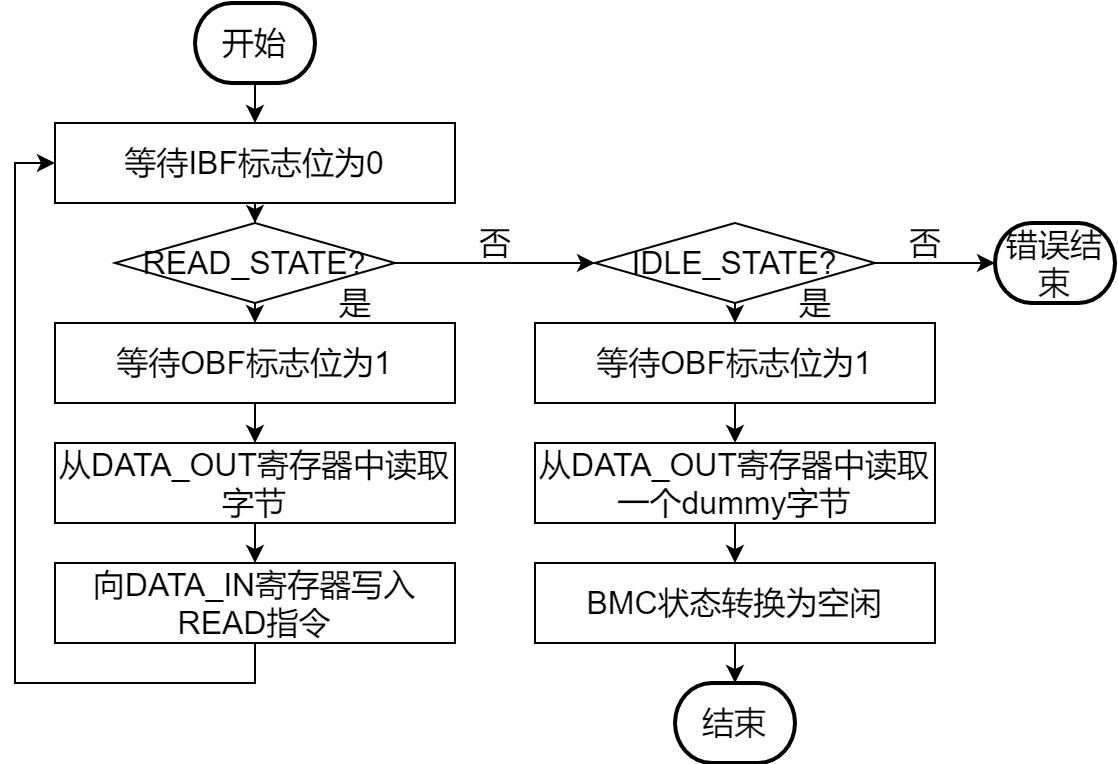 开始
等待IBF标志位为0
READ_STATE?
否
IDLE_STATE?
否
错误结
束
是
是
等待OBF标志位为1
等待OBF标志位为1
从DATA_OUT寄存器中读取
字节
从DATA_OUT寄存器中读取
一个dummy字节
向DATA_IN寄存器写入
READ指令
BMC状态转换为空闲
结束